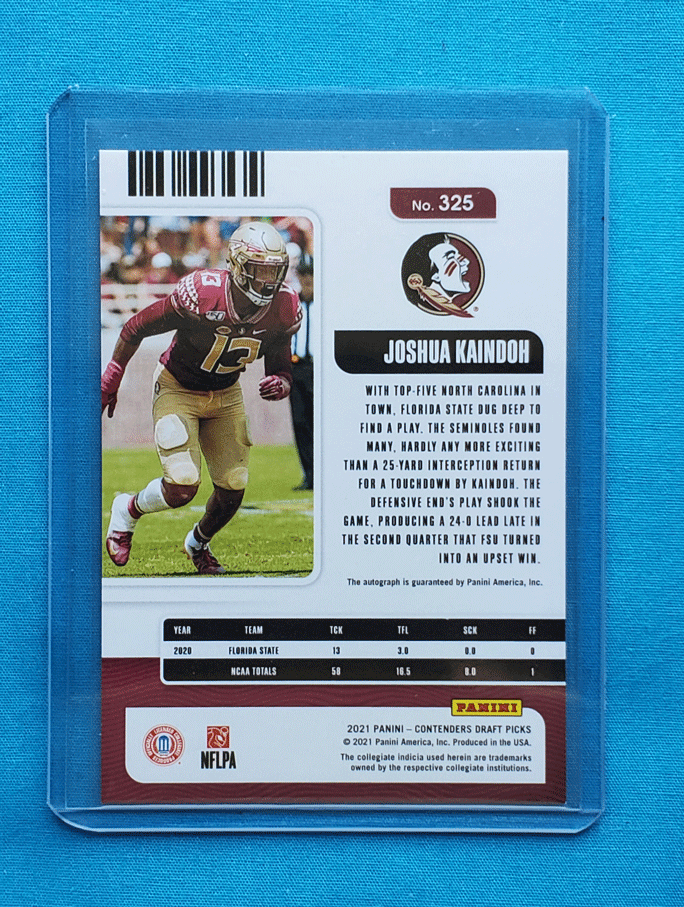 No. 325
13
13
JOSHUA KAINDOH
WITH TOP-FIVE NORTH CAROLINA IN
TOWN, FLORIDA STATE DUG DEEP TO
FIND A PLAY. THE SEMINOLES FOUND
MANY, HARDLY ANY MORE EXCITING
THAN A 25-YARD INTERCEPTION RETURN
FOR A TOUCHDOWN BY KAINDOH. THE
DEFENSIVE END'S PLAY SHOOK THE
GAME, PRODUCING A 24-0 LEAD LATE IN
THE SECOND QUARTER THAT FSU TURNED
INTO AN UPSET WIN.
The autograph is guaranteed by Panini America, Inc.
YEAR TEAM TCK TFL SCK FF
2020 FLORIDA STATE 13 3.0 0.0 0
NCAA TOTALS 58 16.5 8.0 1
PANINI
2021 PANINI – CONTENDERS DRAFT PICKS
© 2021 Panini America, Inc. Produced in the USA.
The collegiate indicia used herein are trademarks
owned by the respective collegiate institutions.
NFLPA